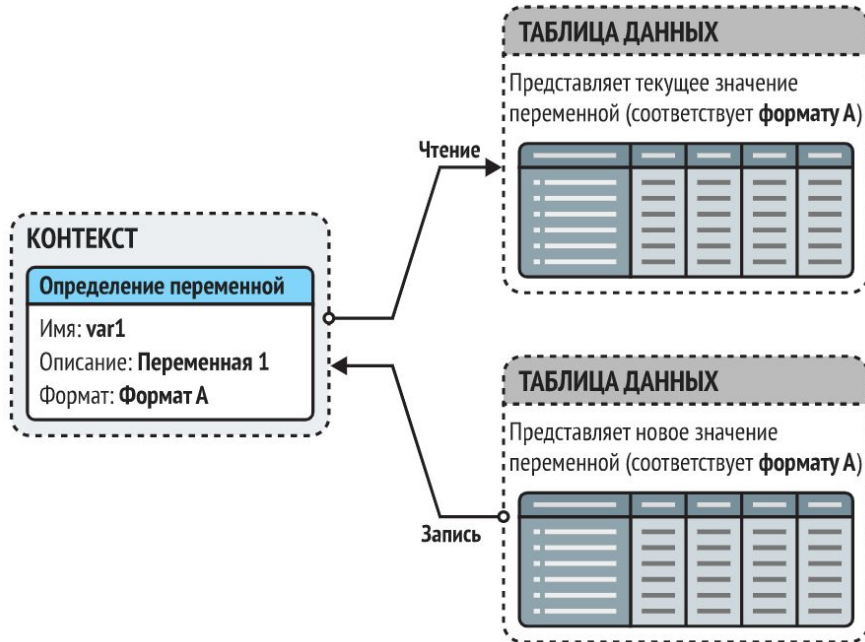 ТАБЛИЦА ДАННЫХ
Представляет текущее значение
переменной (соответствует формату А)
Чтение
КОНТЕКСТ
Определение переменной
Имя: var1
Описание: Переменная 1
Формат: Формат А
ТАБЛИЦА ДАННЫХ
Представляет новое значение
переменной (соответствует формату А)
Запись